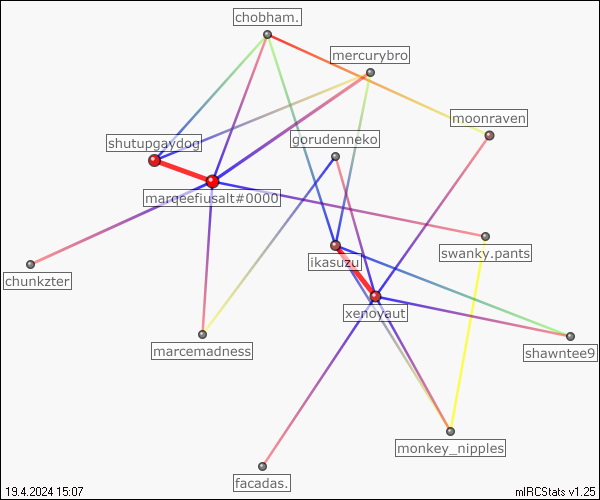 chobham.
mercurybro
moonraven
shutupgaydog
gorudenneko
marqeefiusalt#0000
ikasuzu
swanky.pants
chunkzter
xenoyaut
marcemadness
shawntee9
monkey_nipples
facadas.
19.4.2024 15:07
mIRCStats v1.25